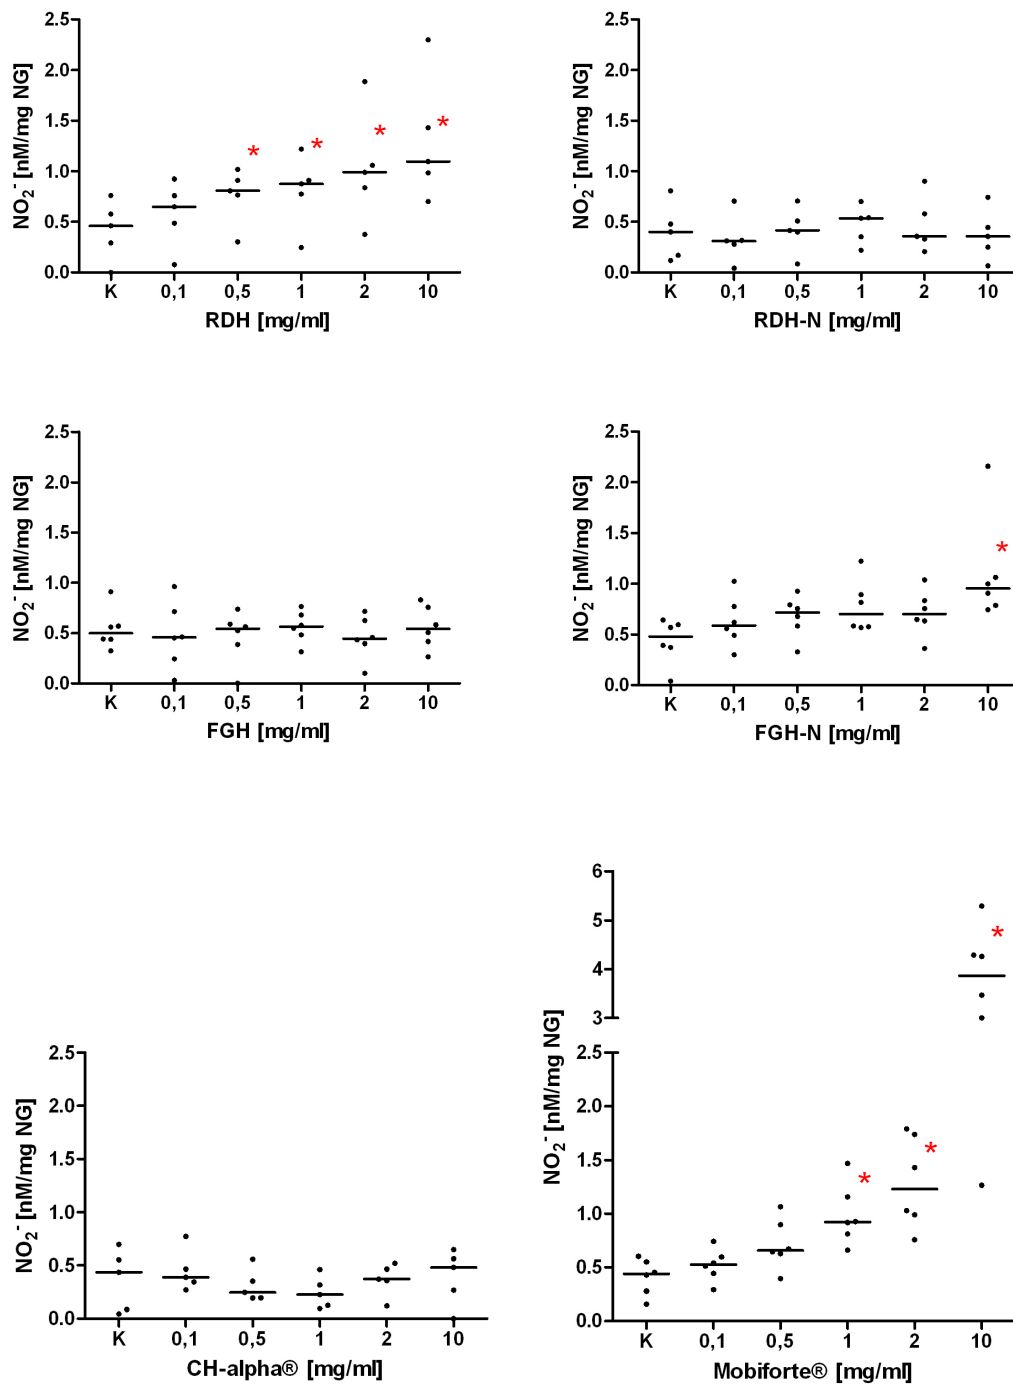 2.5
2.0
1.5
1.0
0.5
0.0
NO₂⁻ [nM/mg NG]
*
*
*
*
K 0,1 0,5 1 2 10
RDH [mg/ml]
2.5
2.0
1.5
1.0
0.5
0.0
NO₂⁻ [nM/mg NG]
K 0,1 0,5 1 2 10
RDH-N [mg/ml]
2.5
2.0
1.5
1.0
0.5
0.0
NO₂⁻ [nM/mg NG]
K 0,1 0,5 1 2 10
FGH [mg/ml]
2.5
2.0
1.5
1.0
0.5
0.0
NO₂⁻ [nM/mg NG]
*
K 0,1 0,5 1 2 10
FGH-N [mg/ml]
2.5
2.0
1.5
1.0
0.5
0.0
NO₂⁻ [nM/mg NG]
K 0,1 0,5 1 2 10
CH-alpha® [mg/ml]
6
5
4
3
2.5
2.0
1.5
1.0
0.5
0.0
NO₂⁻ [nM/mg NG]
*
*
*
K 0,1 0,5 1 2 10
Mobiforte® [mg/ml]